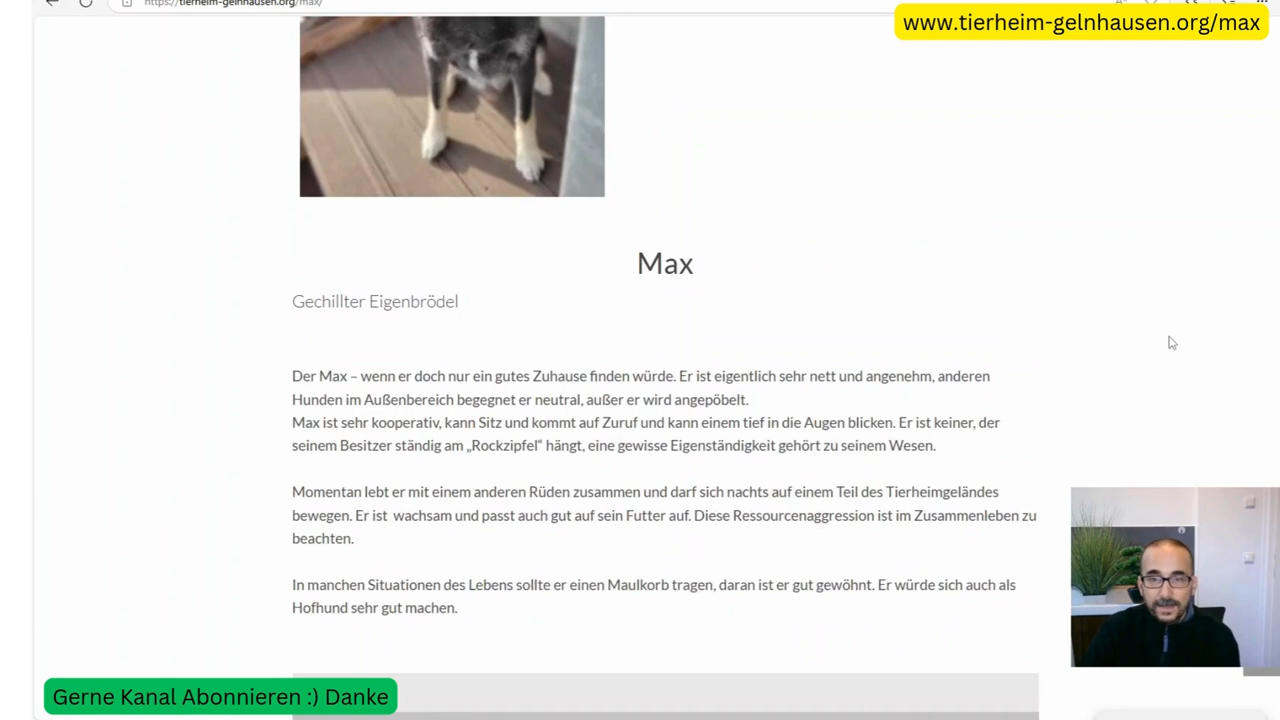 https://tierheim-gelnhausen.org/max/
www.tierheim-gelnhausen.org/max
Max
Gechillter Eigenbrödel
Der Max – wenn er doch nur ein gutes Zuhause finden würde. Er ist eigentlich sehr nett und angenehm, anderen
Hunden im Außenbereich begegnet er neutral, außer er wird angepöbelt.
Max ist sehr kooperativ, kann Sitz und kommt auf Zuruf und kann einem tief in die Augen blicken. Er ist keiner, der
seinem Besitzer ständig am „Rockzipfel“ hängt, eine gewisse Eigenständigkeit gehört zu seinem Wesen.
Momentan lebt er mit einem anderen Rüden zusammen und darf sich nachts auf einem Teil des Tierheimgeländes
bewegen. Er ist  wachsam und passt auch gut auf sein Futter auf. Diese Ressourcenaggression ist im Zusammenleben zu
beachten.
In manchen Situationen des Lebens sollte er einen Maulkorb tragen, daran ist er gut gewöhnt. Er würde sich auch als
Hofhund sehr gut machen.
Gerne Kanal Abonnieren :) Danke